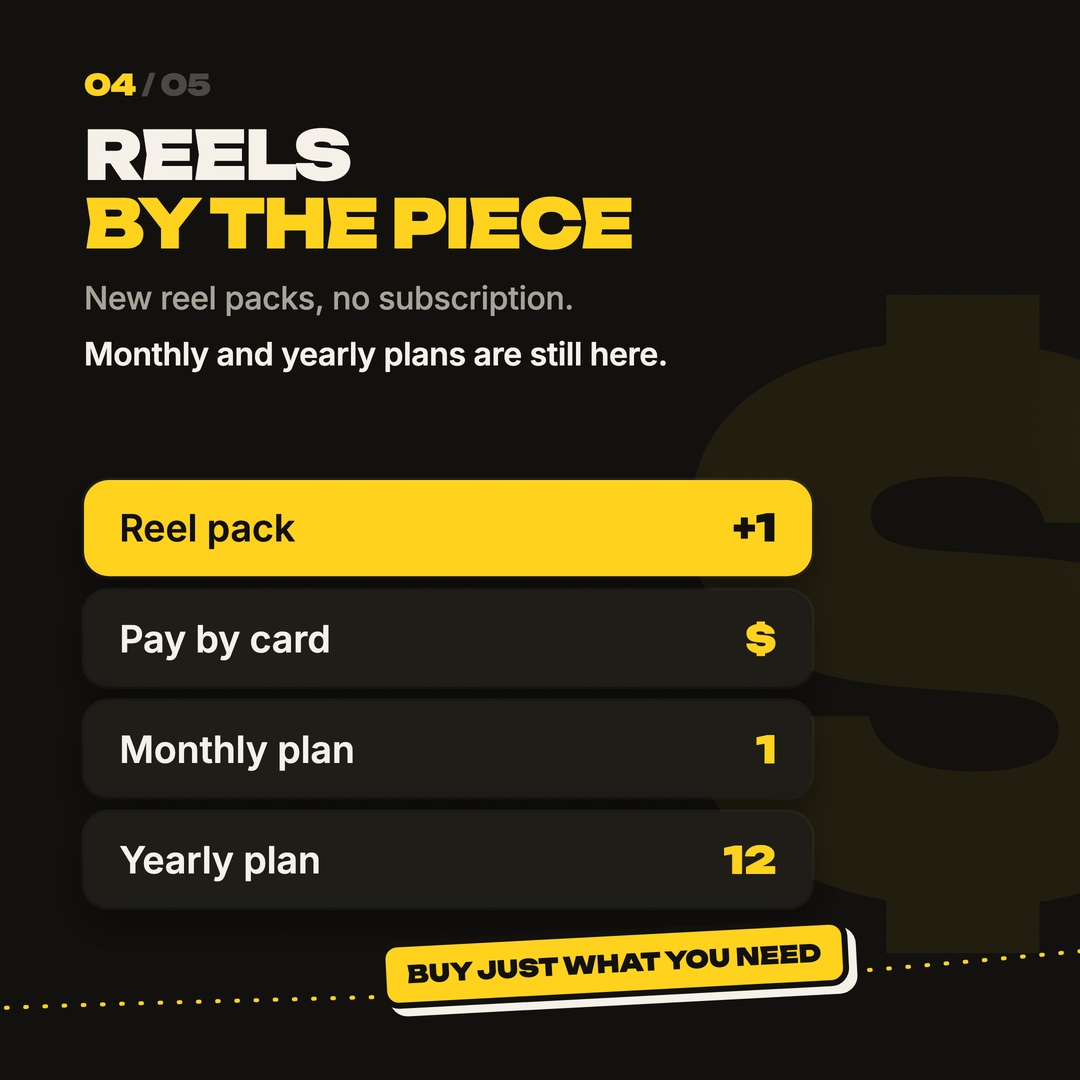 04 / 05
REELS
BY THE PIECE
New reel packs, no subscription.
Monthly and yearly plans are still here.
Reel pack +1
Pay by card $
Monthly plan 1
Yearly plan 12
BUY JUST WHAT YOU NEED
$